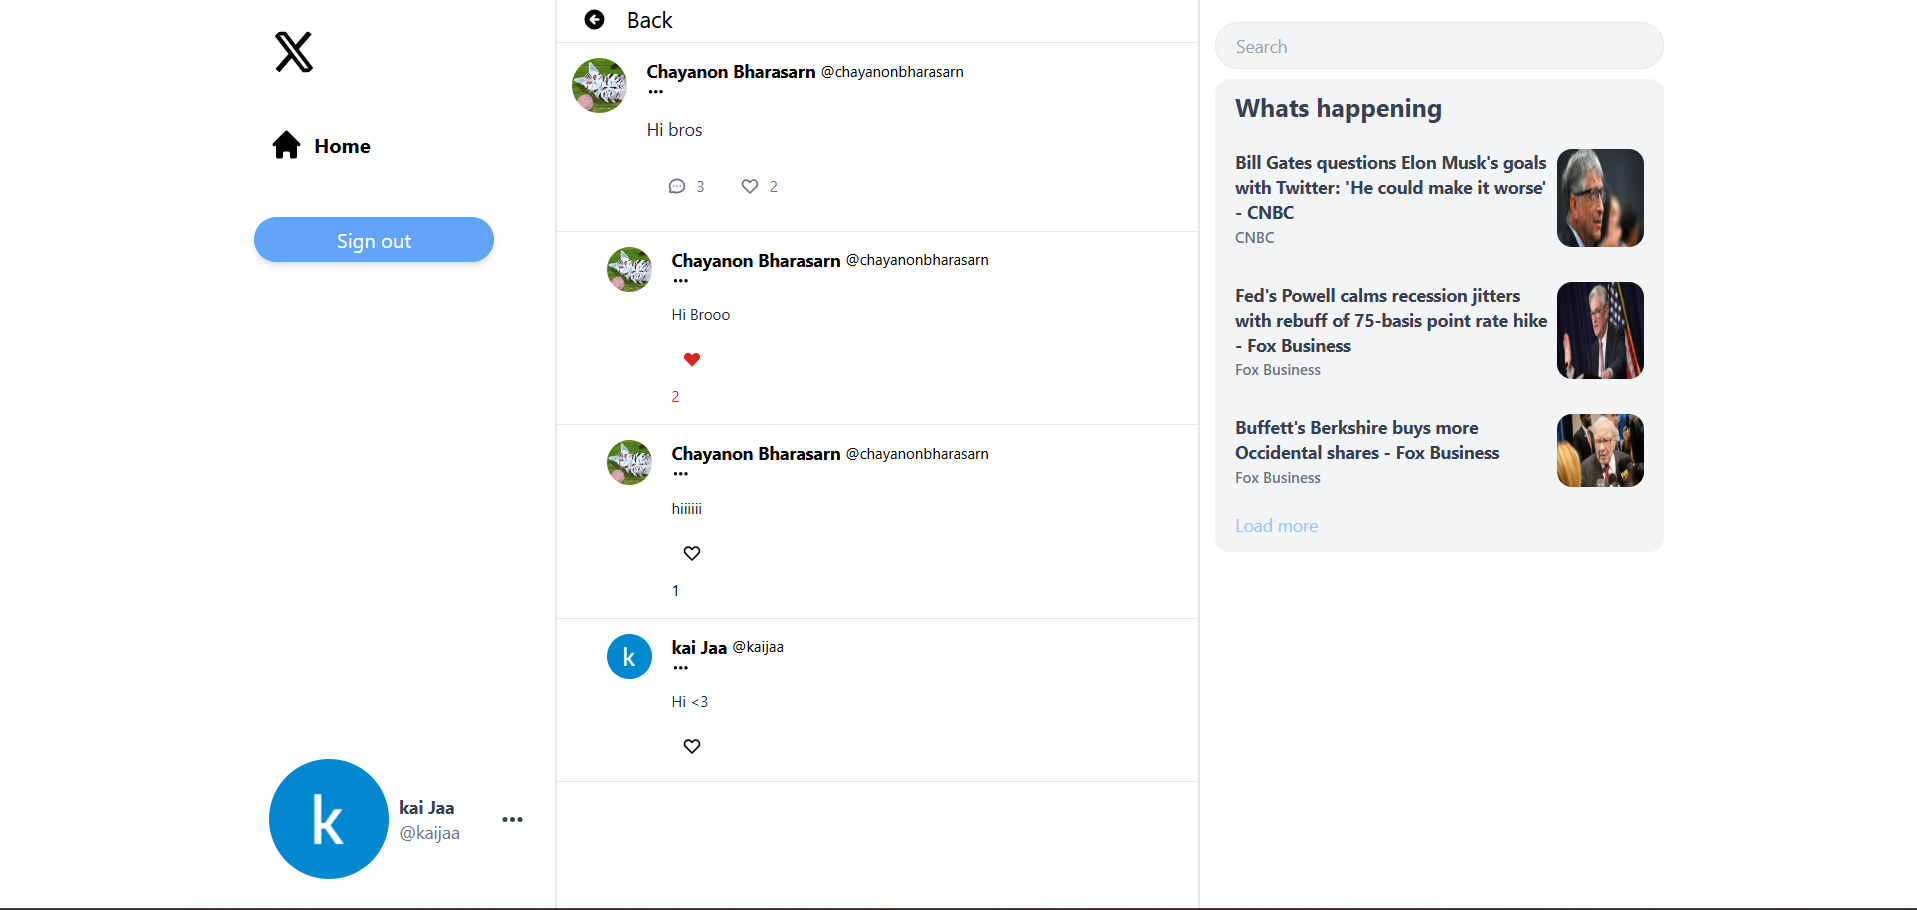 Home
Sign out
k
kai Jaa
@kaijaa
Back
Chayanon Bharasarn @chayanonbharasarn
Hi bros
3 2
Chayanon Bharasarn @chayanonbharasarn
Hi Brooo
2
Chayanon Bharasarn @chayanonbharasarn
hiiiiii
1
k
kai Jaa @kaijaa
Hi <3
Search
Whats happening
Bill Gates questions Elon Musk's goals
with Twitter: 'He could make it worse'
- CNBC
CNBC
Fed's Powell calms recession jitters
with rebuff of 75-basis point rate hike
- Fox Business
Fox Business
Buffett's Berkshire buys more
Occidental shares - Fox Business
Fox Business
Load more